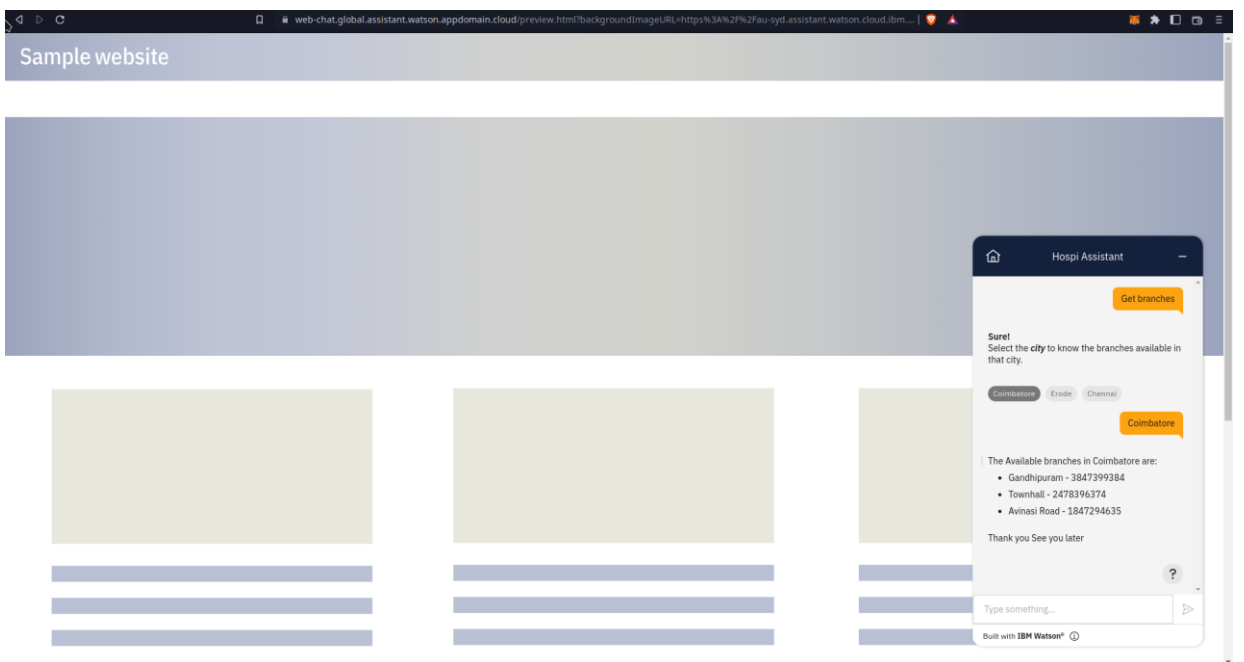 web-chat.global.assistant.watson.appdomain.cloud/preview.html?backgroundImageURL=https%3A%2F%2Fau-syd.assistant.watson.cloud.ibm....
Sample website
Hospi Assistant
Get branches
Sure!
Select the city to know the branches available in
that city.
Coimbatore Erode Chennai
Coimbatore
The Available branches in Coimbatore are:
• Gandhipuram - 3847399384
• Townhall - 2478396374
• Avinasi Road - 1847294635
Thank you See you later
?
Type something...
Built with IBM Watson®